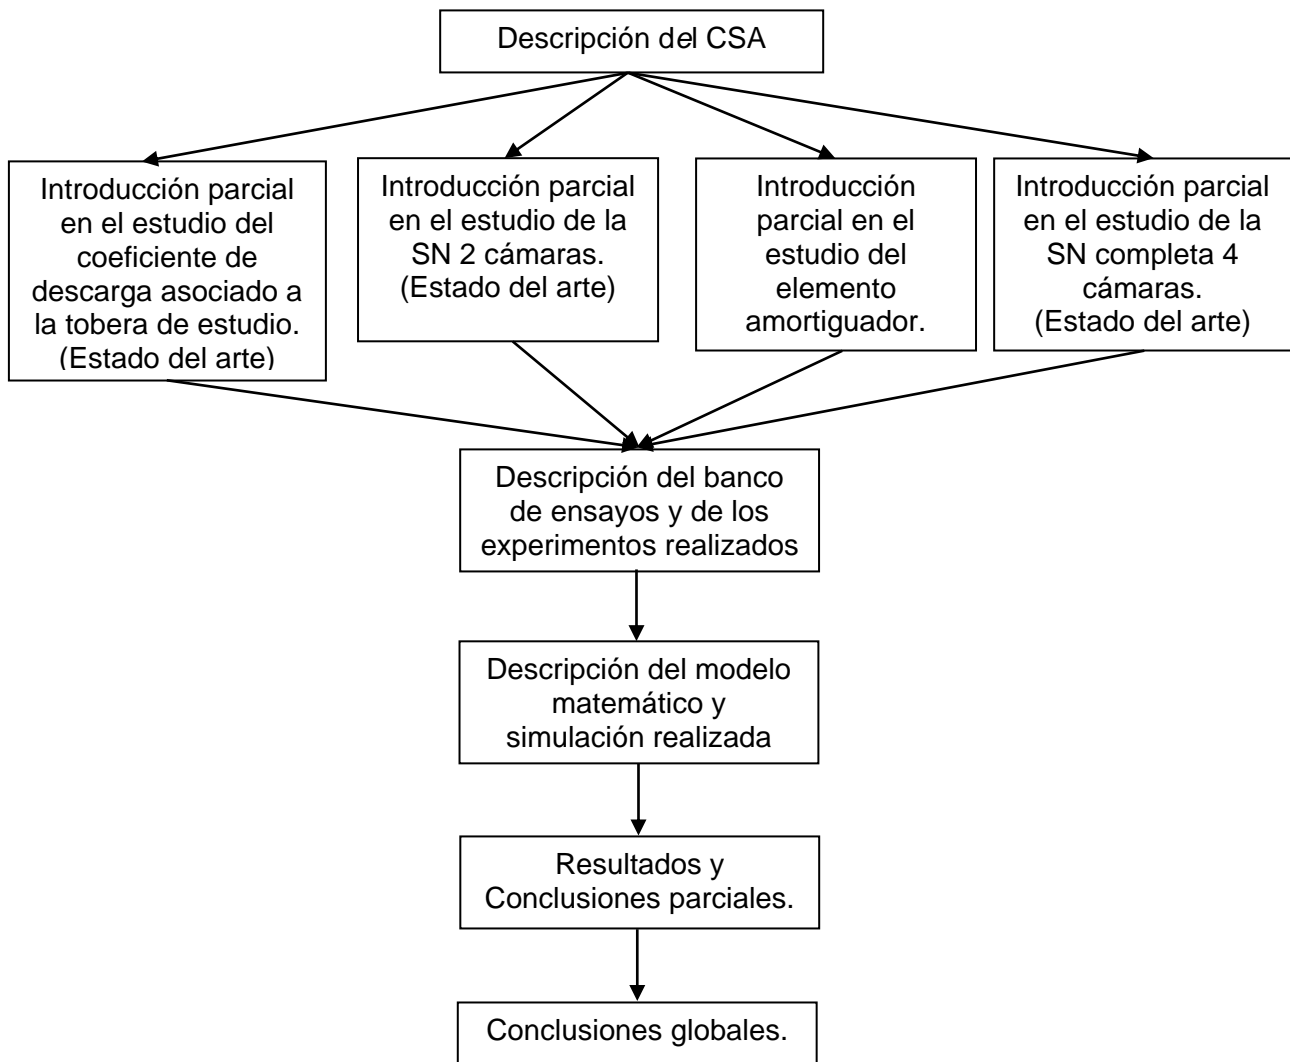 Descripción del CSA
Introducción parcial
en el estudio del
coeficiente de
descarga asociado a
la tobera de estudio.
(Estado del arte)
Introducción parcial
en el estudio de la
SN 2 cámaras.
(Estado del arte)
Introducción
parcial en el
estudio del
elemento
amortiguador.
Introducción parcial
en el estudio de la
SN completa 4
cámaras.
(Estado del arte)
Descripción del banco
de ensayos y de los
experimentos realizados
Descripción del modelo
matemático y
simulación realizada
Resultados y
Conclusiones parciales.
Conclusiones globales.